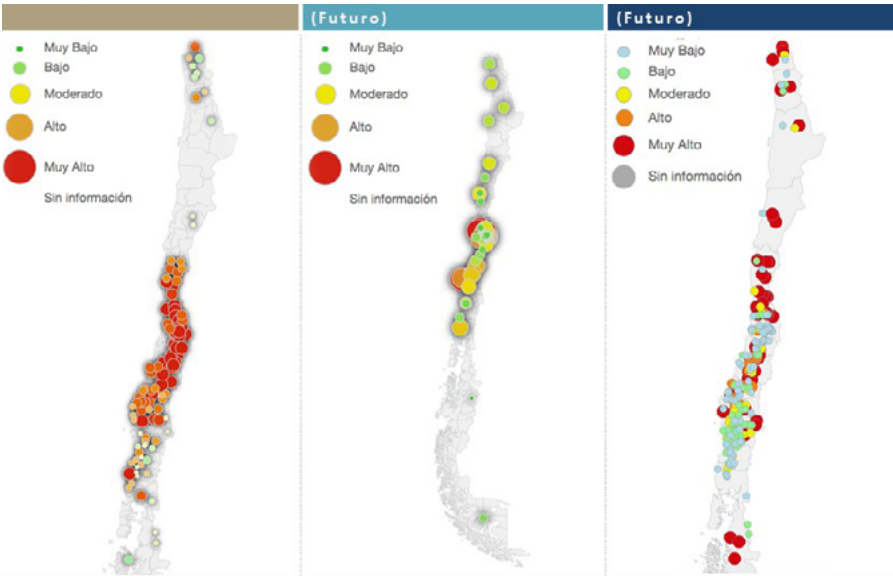 (Futuro)
(Futuro)
Muy Bajo
Bajo
Moderado
Alto
Muy Alto
Sin información
Muy Bajo
Bajo
Moderado
Alto
Muy Alto
Sin información
Muy Bajo
Bajo
Moderado
Alto
Muy Alto
Sin información